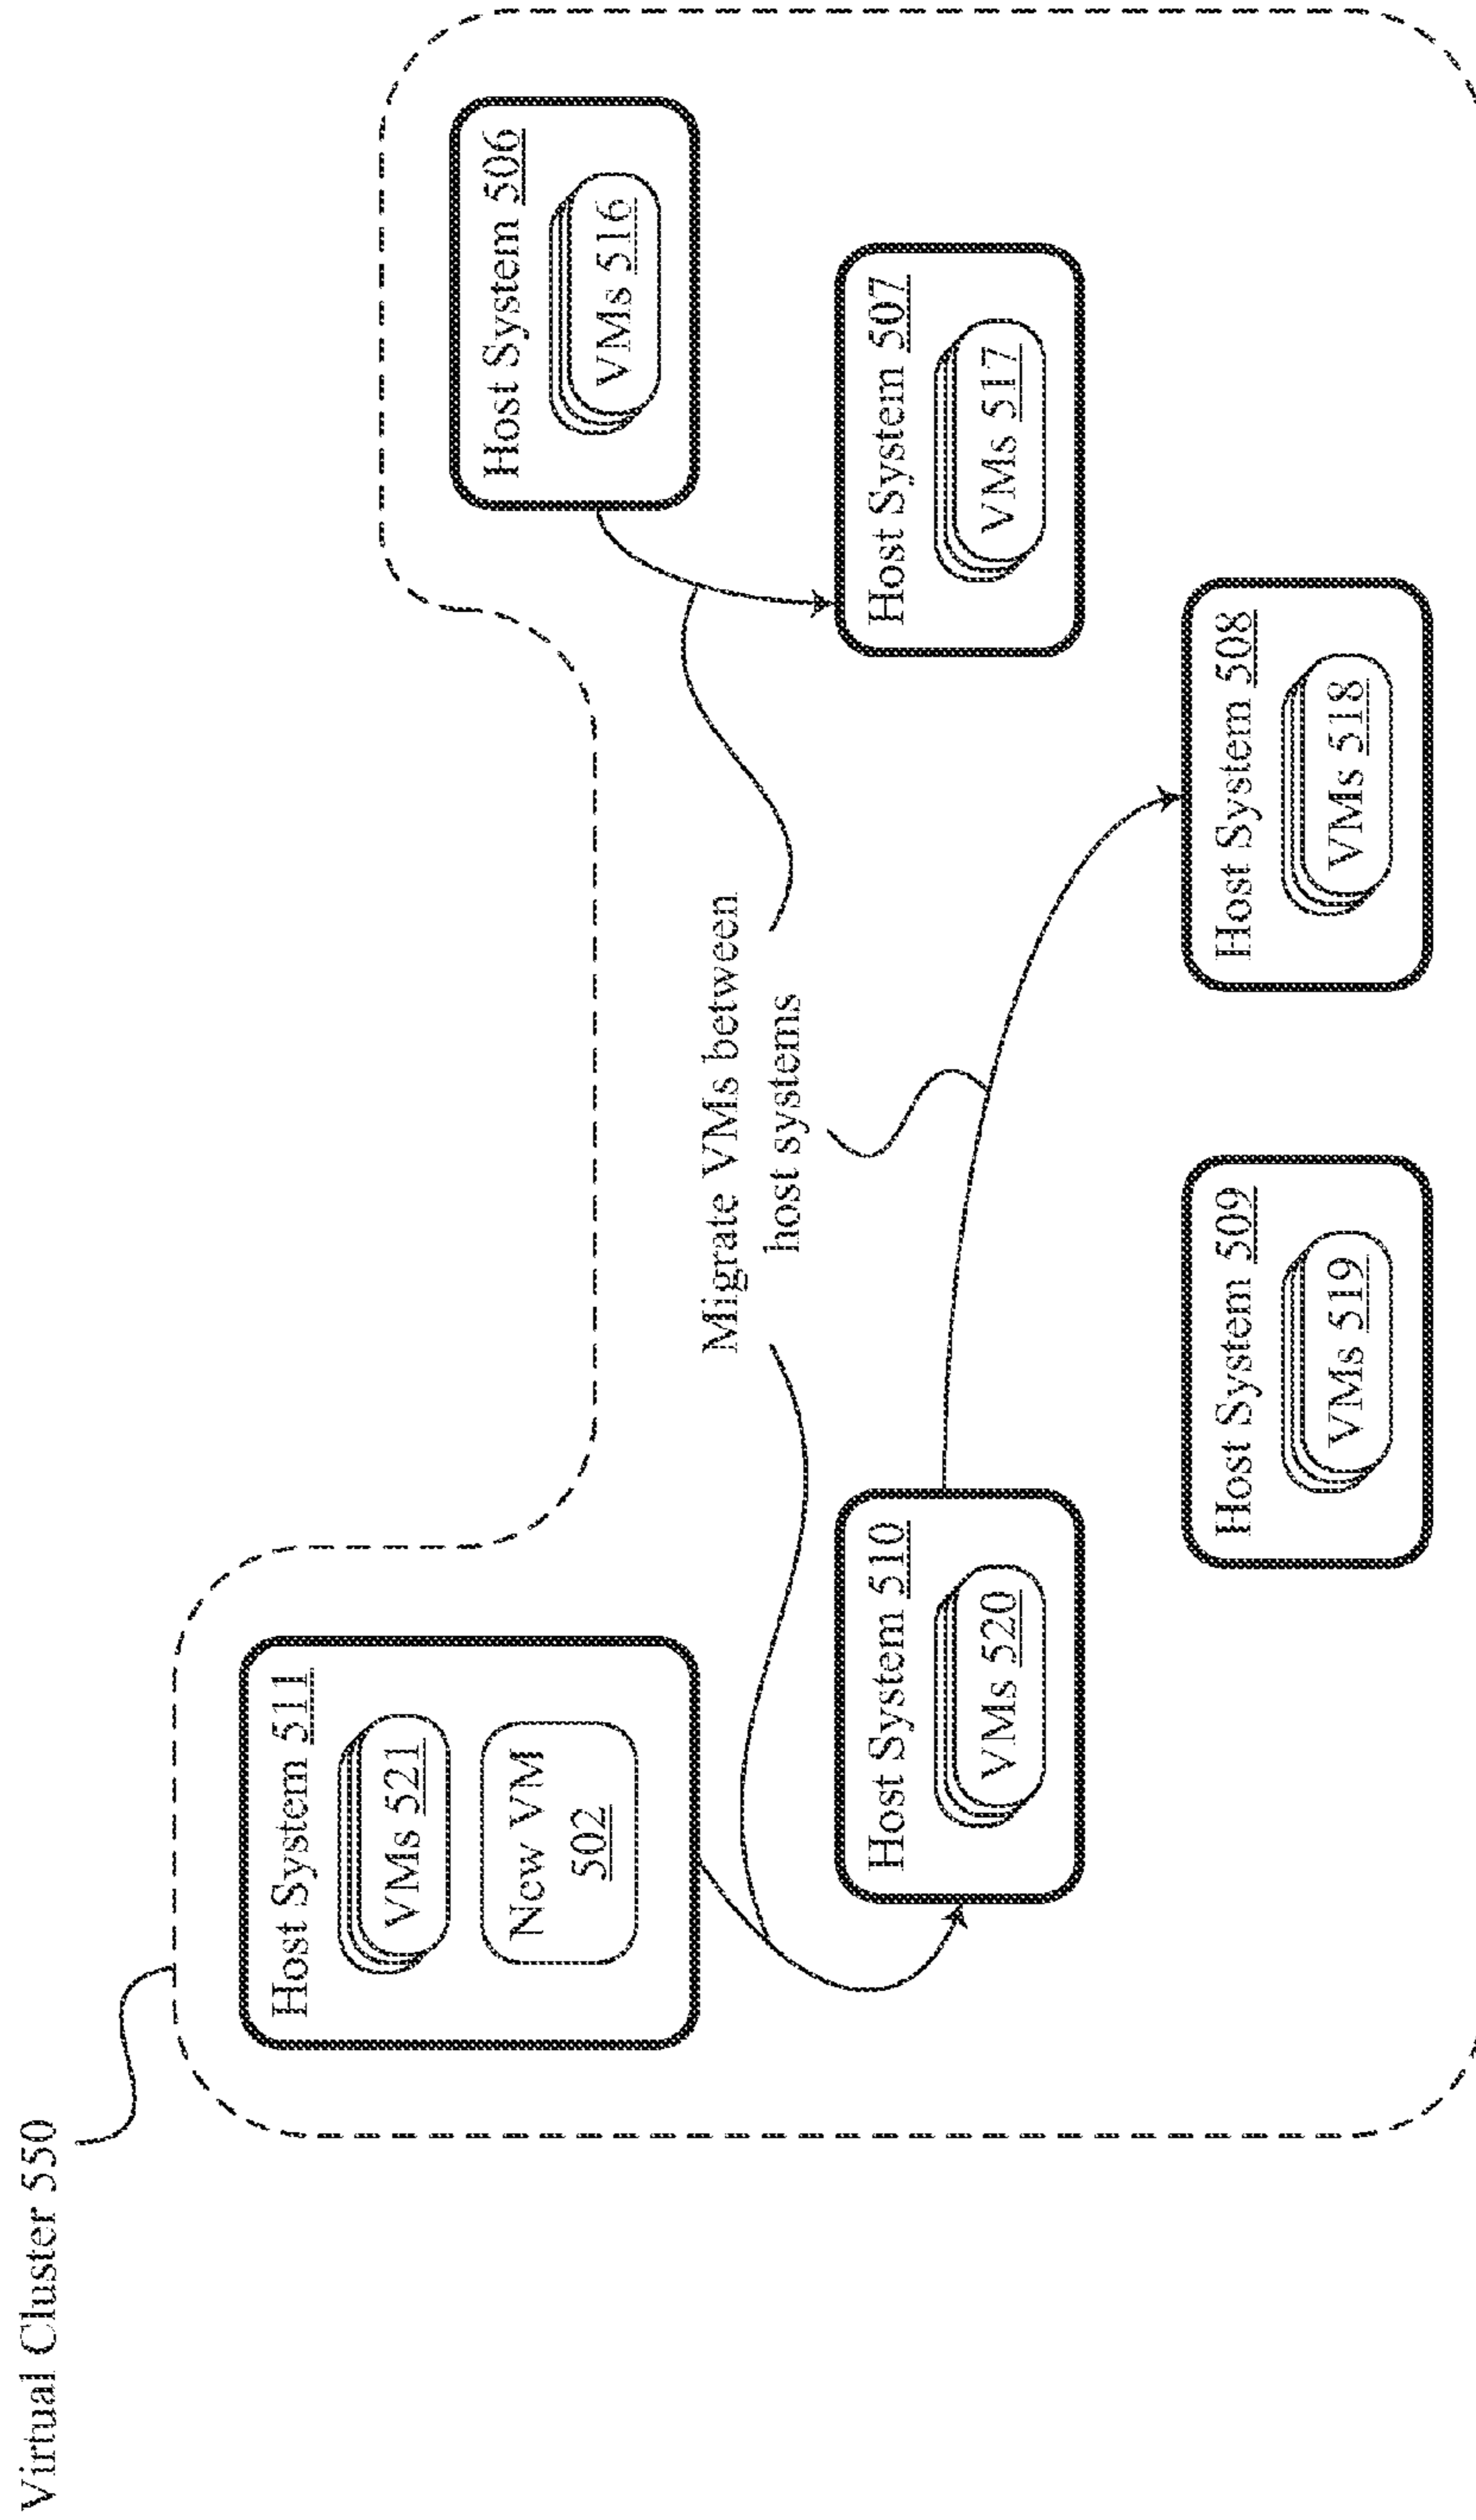 Virtual Cluster 550
Host System 511
VMs 521
New VM
502
Host System 506
VMs 516
Migrate VMs between
host systems
Host System 510
VMs 520
Host System 507
VMs 517
Host System 509
VMs 519
Host System 508
VMs 518